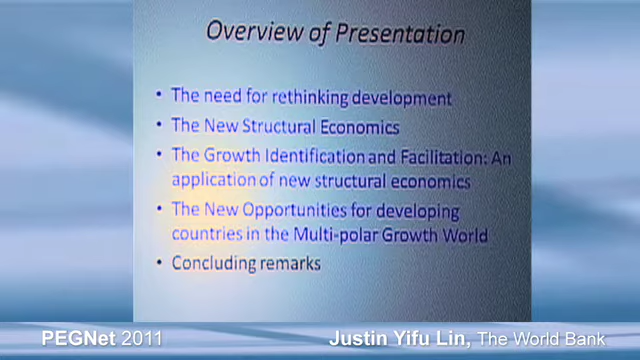 Overview of Presentation
• The need for rethinking development
• The New Structural Economics
• The Growth Identification and Facilitation: An
application of new structural economics
• The New Opportunities for developing
countries in the Multi-polar Growth World
• Concluding remarks
PEGNet 2011 Justin Yifu Lin, The World Bank